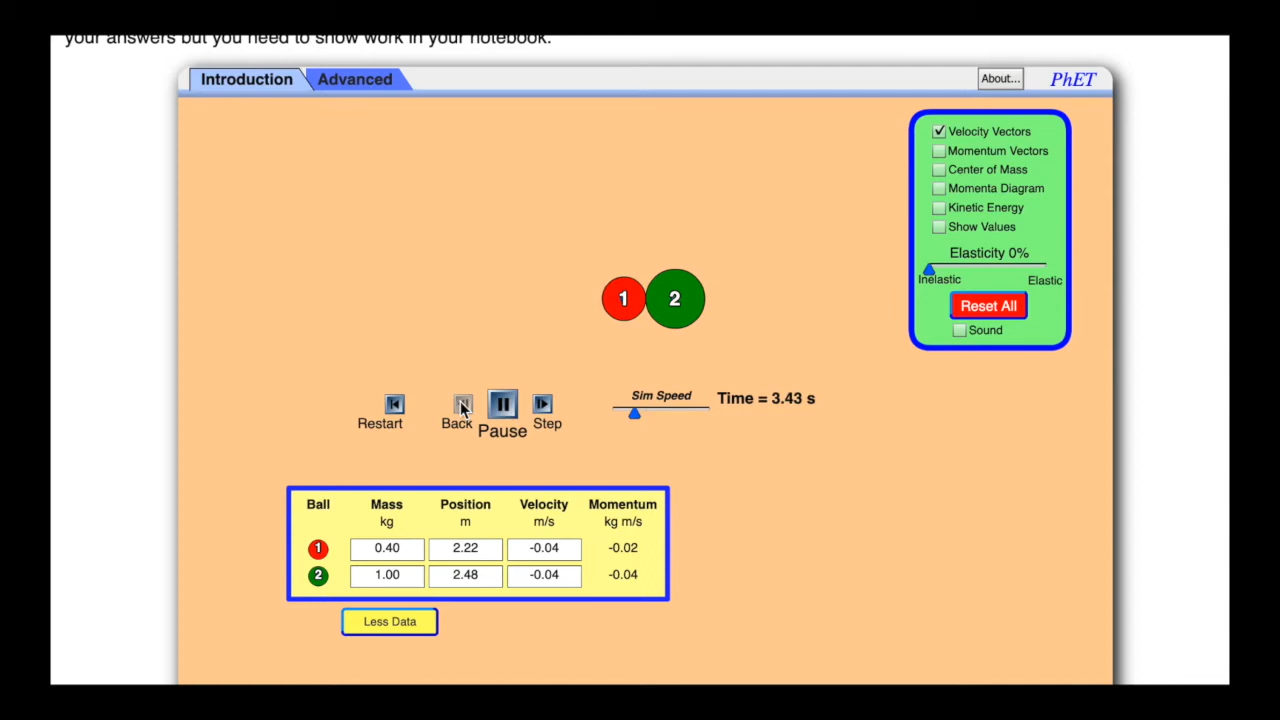 your answers but you need to show work in your notebook.
Introduction Advanced About... PhET
Velocity Vectors
Momentum Vectors
Center of Mass
Momenta Diagram
Kinetic Energy
Show Values
Elasticity 0%
Inelastic Elastic
Reset All
Sound
1 2
Sim Speed Time = 3.43 s
Restart Back Pause Step
Ball Mass Position Velocity Momentum
kg m m/s kg m/s
1 0.40 2.22 -0.04 -0.02
2 1.00 2.48 -0.04 -0.04
Less Data